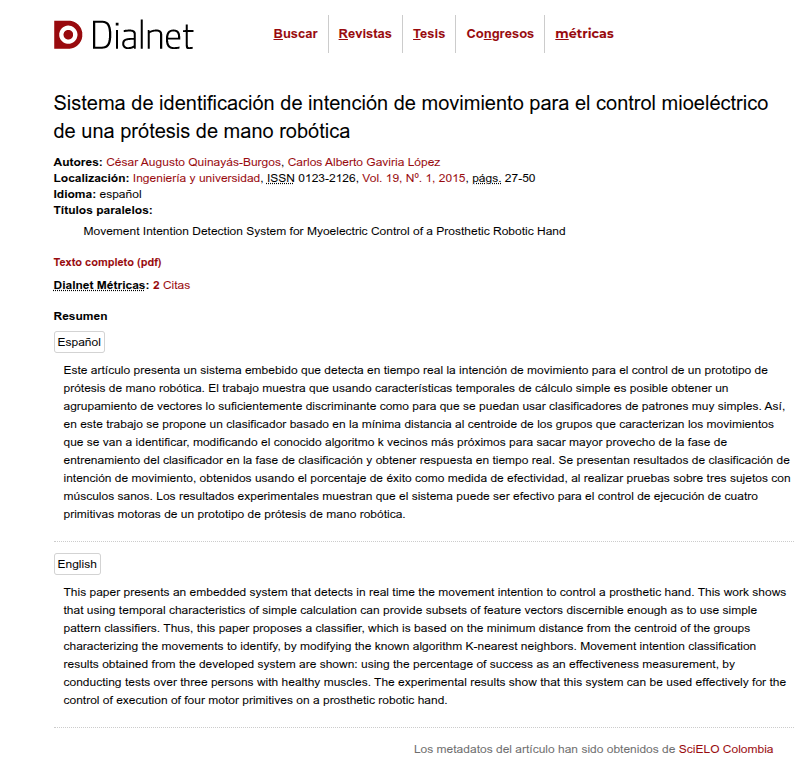 Dialnet
Buscar
Revistas
Tesis
Congresos
métricas
Sistema de identificación de intención de movimiento para el control mioeléctrico
de una prótesis de mano robótica
Autores: César Augusto Quinayás-Burgos, Carlos Alberto Gaviria López
Localización: Ingeniería y universidad, ISSN 0123-2126, Vol. 19, Nº. 1, 2015, págs. 27-50
Idioma: español
Títulos paralelos:
Movement Intention Detection System for Myoelectric Control of a Prosthetic Robotic Hand
Texto completo (pdf)
Dialnet Métricas: 2 Citas
Resumen
Español
Este artículo presenta un sistema embebido que detecta en tiempo real la intención de movimiento para el control de un prototipo de
prótesis de mano robótica. El trabajo muestra que usando características temporales de cálculo simple es posible obtener un
agrupamiento de vectores lo suficientemente discriminante como para que se puedan usar clasificadores de patrones muy simples. Así,
en este trabajo se propone un clasificador basado en la mínima distancia al centroide de los grupos que caracterizan los movimientos
que se van a identificar, modificando el conocido algoritmo k vecinos más próximos para sacar mayor provecho de la fase de
entrenamiento del clasificador en la fase de clasificación y obtener respuesta en tiempo real. Se presentan resultados de clasificación de
intención de movimiento, obtenidos usando el porcentaje de éxito como medida de efectividad, al realizar pruebas sobre tres sujetos con
músculos sanos. Los resultados experimentales muestran que el sistema puede ser efectivo para el control de ejecución de cuatro
primitivas motoras de un prototipo de prótesis de mano robótica.
English
This paper presents an embedded system that detects in real time the movement intention to control a prosthetic hand. This work shows
that using temporal characteristics of simple calculation can provide subsets of feature vectors discernible enough as to use simple
pattern classifiers. Thus, this paper proposes a classifier, which is based on the minimum distance from the centroid of the groups
characterizing the movements to identify, by modifying the known algorithm K-nearest neighbors. Movement intention classification
results obtained from the developed system are shown: using the percentage of success as an effectiveness measurement, by
conducting tests over three persons with healthy muscles. The experimental results show that this system can be used effectively for the
control of execution of four motor primitives on a prosthetic robotic hand.
Los metadatos del artículo han sido obtenidos de SciELO Colombia